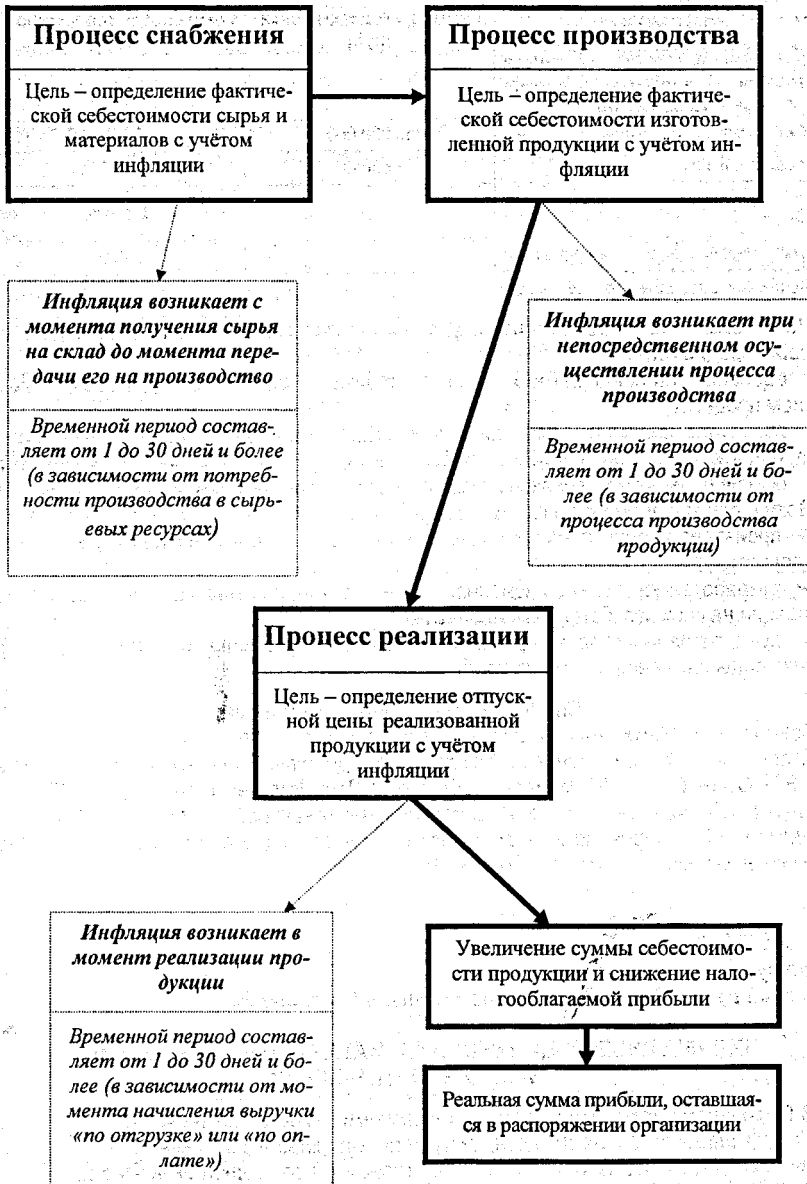 Процесс снабжения
Цель – определение фактиче-
ской себестоимости сырья и
материалов с учётом
инфляции
Процесс производства
Цель – определение фактиче-
ской себестоимости изготов-
ленной продукции с учётом ин-
фляции
Инфляция возникает с
момента получения сырья
на склад до момента пере-
дачи его на производство
Временной период состав-
ляет от 1 до 30 дней и более
(в зависимости от потреб-
ности производства в сырь-
евых ресурсах)
Инфляция возникает при
непосредственном осу-
ществлении процесса
производства
Временной период состав-
ляет от 1 до 30 дней и бо-
лее (в зависимости от
процесса производства
продукции)
Процесс реализации
Цель – определение отпуск-
ной цены реализованной
продукции с учётом
инфляции
Инфляция возникает в
момент реализации про-
дукции
Временной период состав-
ляет от 1 до 30 дней и бо-
лее (в зависимости от мо-
мента начисления выручки
«по отгрузке» или «по оп-
лате»)
Увеличение суммы себестоимо-
сти продукции и снижение нало-
гооблагаемой прибыли
Реальная сумма прибыли, оставшая-
ся в распоряжении организации